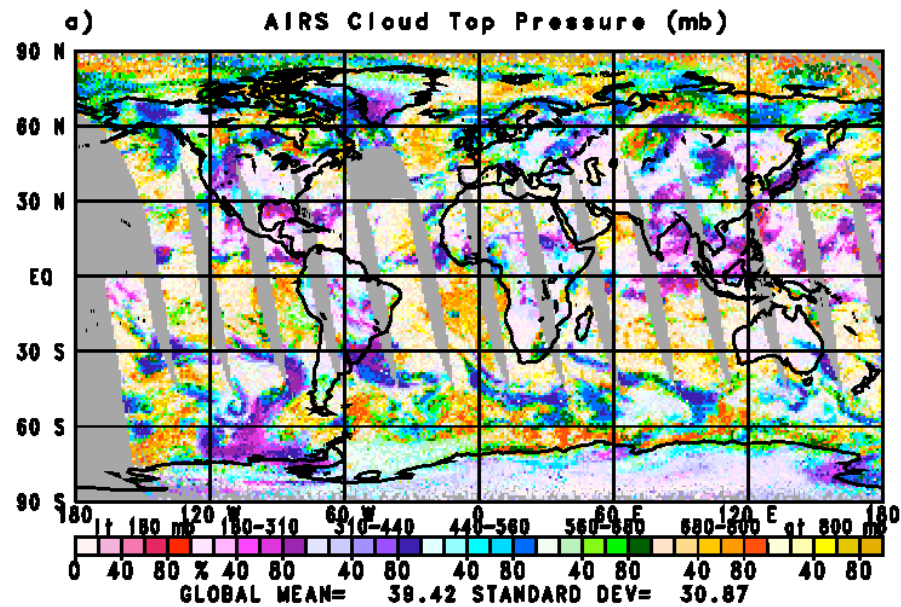 a) AIRS Cloud Top Pressure (mb)
90 N
60 N
30 N
EQ
30 S
60 S
90 S
180 120 W 60 W 0 60 E 120 E 180
lt 180 mb 180-310 310-440 440-560 560-680 680-800 gt 800 mb
0 40 80 % 40 80 40 80 40 80 40 80 40 80 40 80
GLOBAL MEAN= 39.42 STANDARD DEV= 30.87